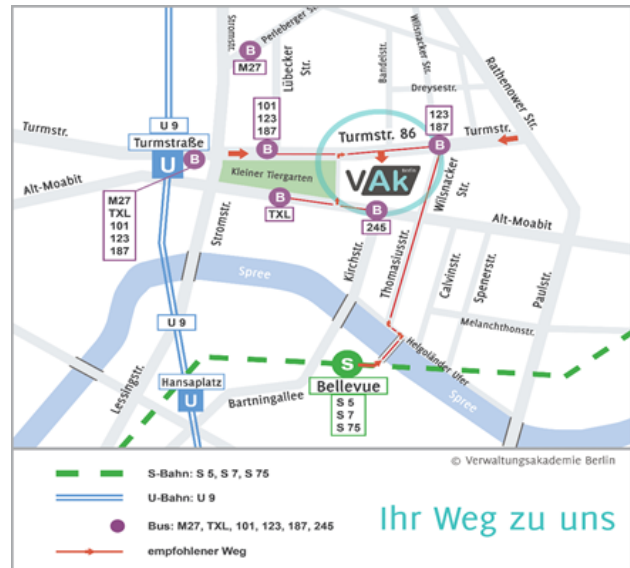 Stromstr.
Perleberger Str.
B
M27
Lübecker
Str.
Bandelstr.
Wilsnacker
Str.
Dreysestr.
Rathenower Str.
101
123
187
B
123
187
B
Turmstr. 86
Turmstr.
Turmstr.
U 9
Turmstraße
U
B
VAk
berlin
Kleiner Tiergarten
Wilsnacker
Str.
Alt-Moabit
B
TXL
B
245
Alt-Moabit
M27
TXL
101
123
187
Stromstr.
Kirchstr.
Thomasiusstr.
Calvinstr.
Spenerstr.
Paulstr.
Spree
U 9
Melanchthonstr.
Helgoländer Ufer
Lessingstr.
Hansaplatz
U
S
Bellevue
S 5
S 7
S 75
Bartningallee
Spree
© Verwaltungsakademie Berlin
S-Bahn: S 5, S 7, S 75
U-Bahn: U 9
B
Bus: M27, TXL, 101, 123, 187, 245
empfohlener Weg
Ihr Weg zu uns